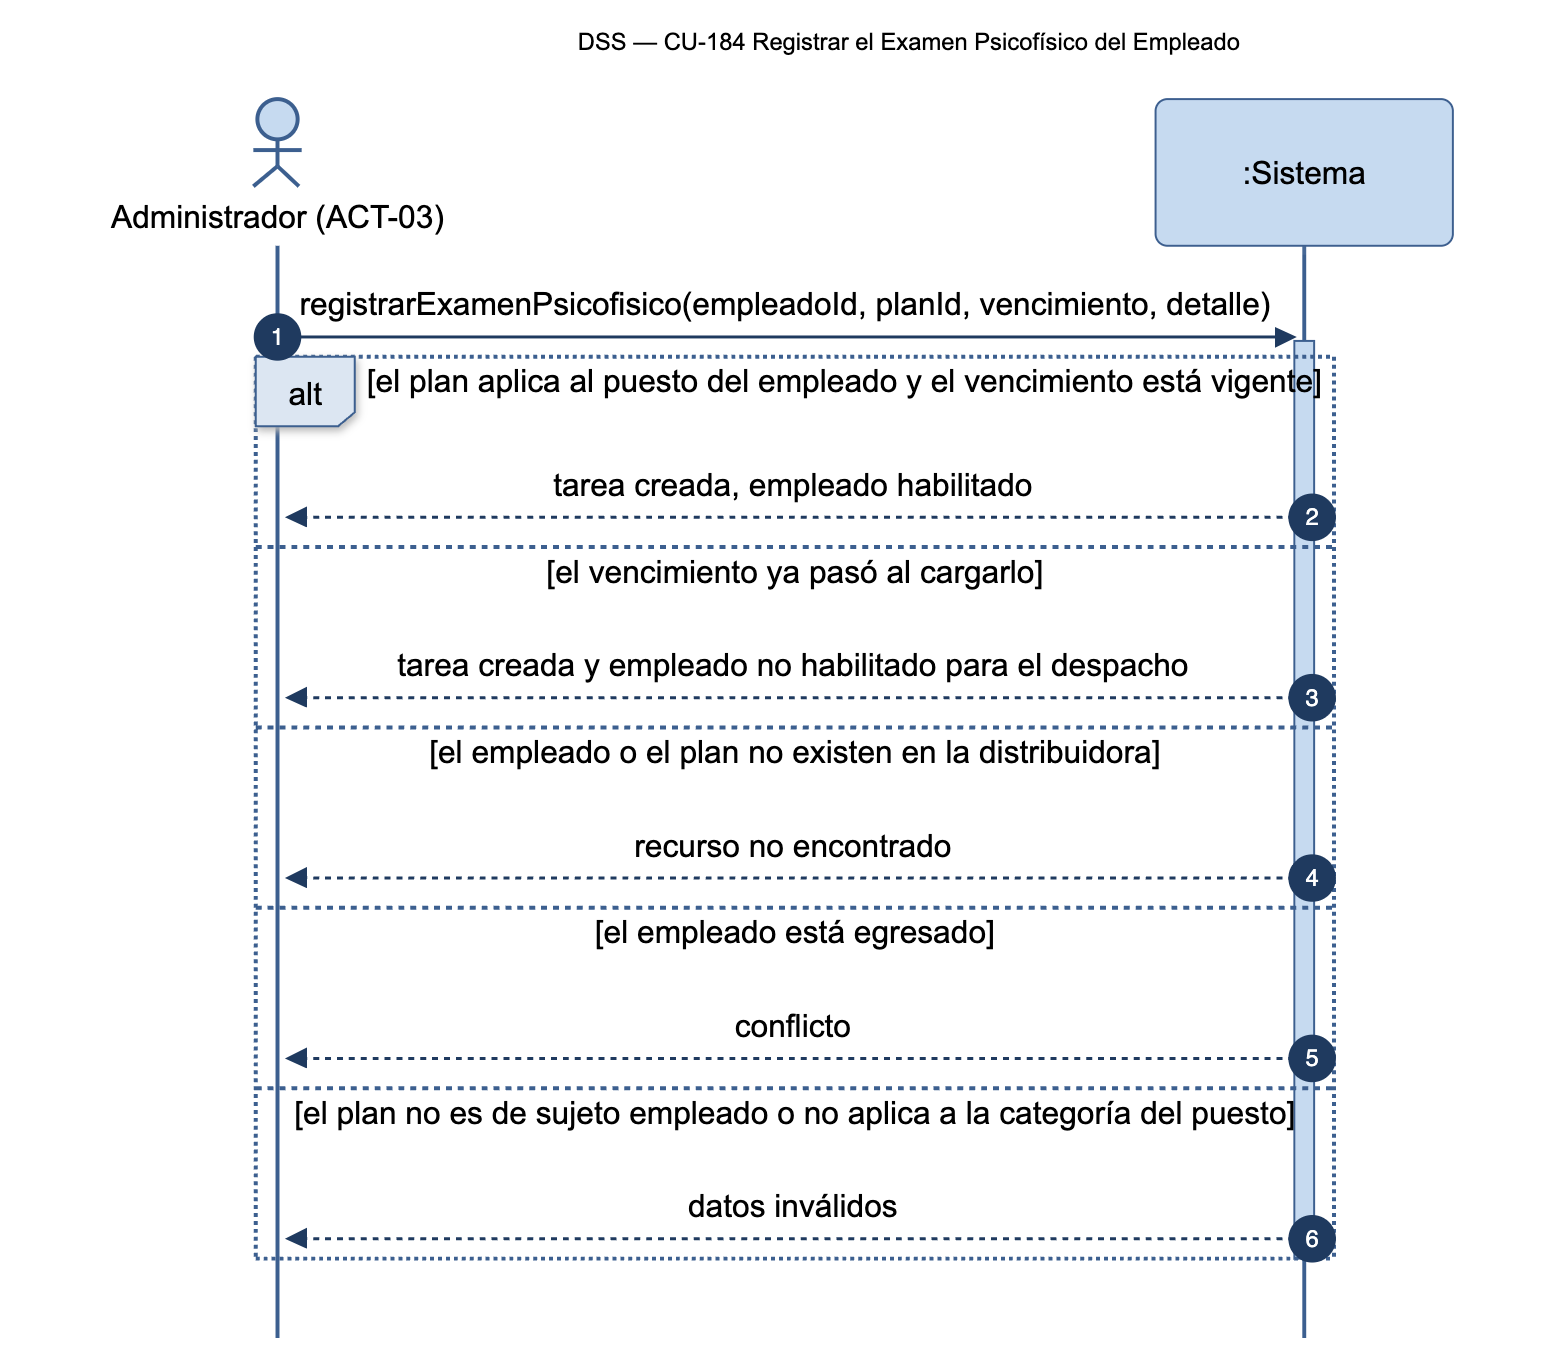 DSS — CU-184 Registrar el Examen Psicofísico del Empleado
Administrador (ACT-03)
:Sistema
registrarExamenPsicofisico(empleadoId, planId, vencimiento, detalle)
1
alt
[el plan aplica al puesto del empleado y el vencimiento está vigente]
tarea creada, empleado habilitado
2
[el vencimiento ya pasó al cargarlo]
tarea creada y empleado no habilitado para el despacho
3
[el empleado o el plan no existen en la distribuidora]
recurso no encontrado
4
[el empleado está egresado]
conflicto
5
[el plan no es de sujeto empleado o no aplica a la categoría del puesto]
datos inválidos
6